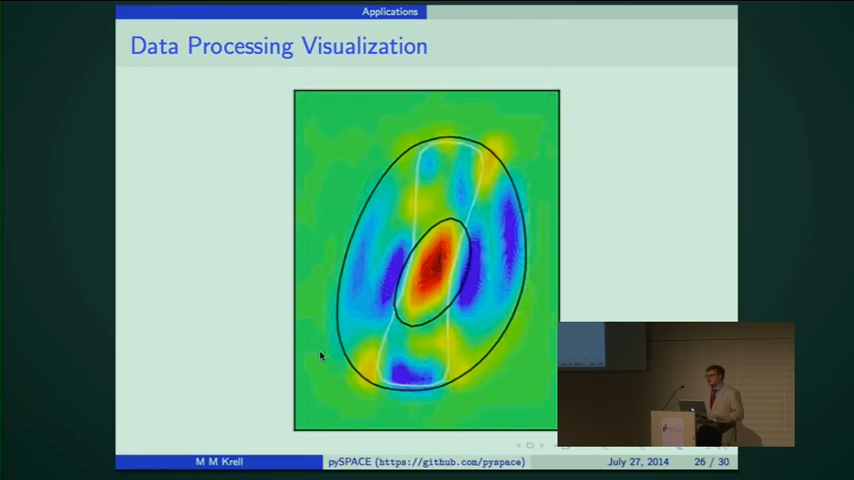 Applications
Data Processing Visualization
M M Krell pySPACE (https://github.com/pyspace) July 27, 2014 26 / 30